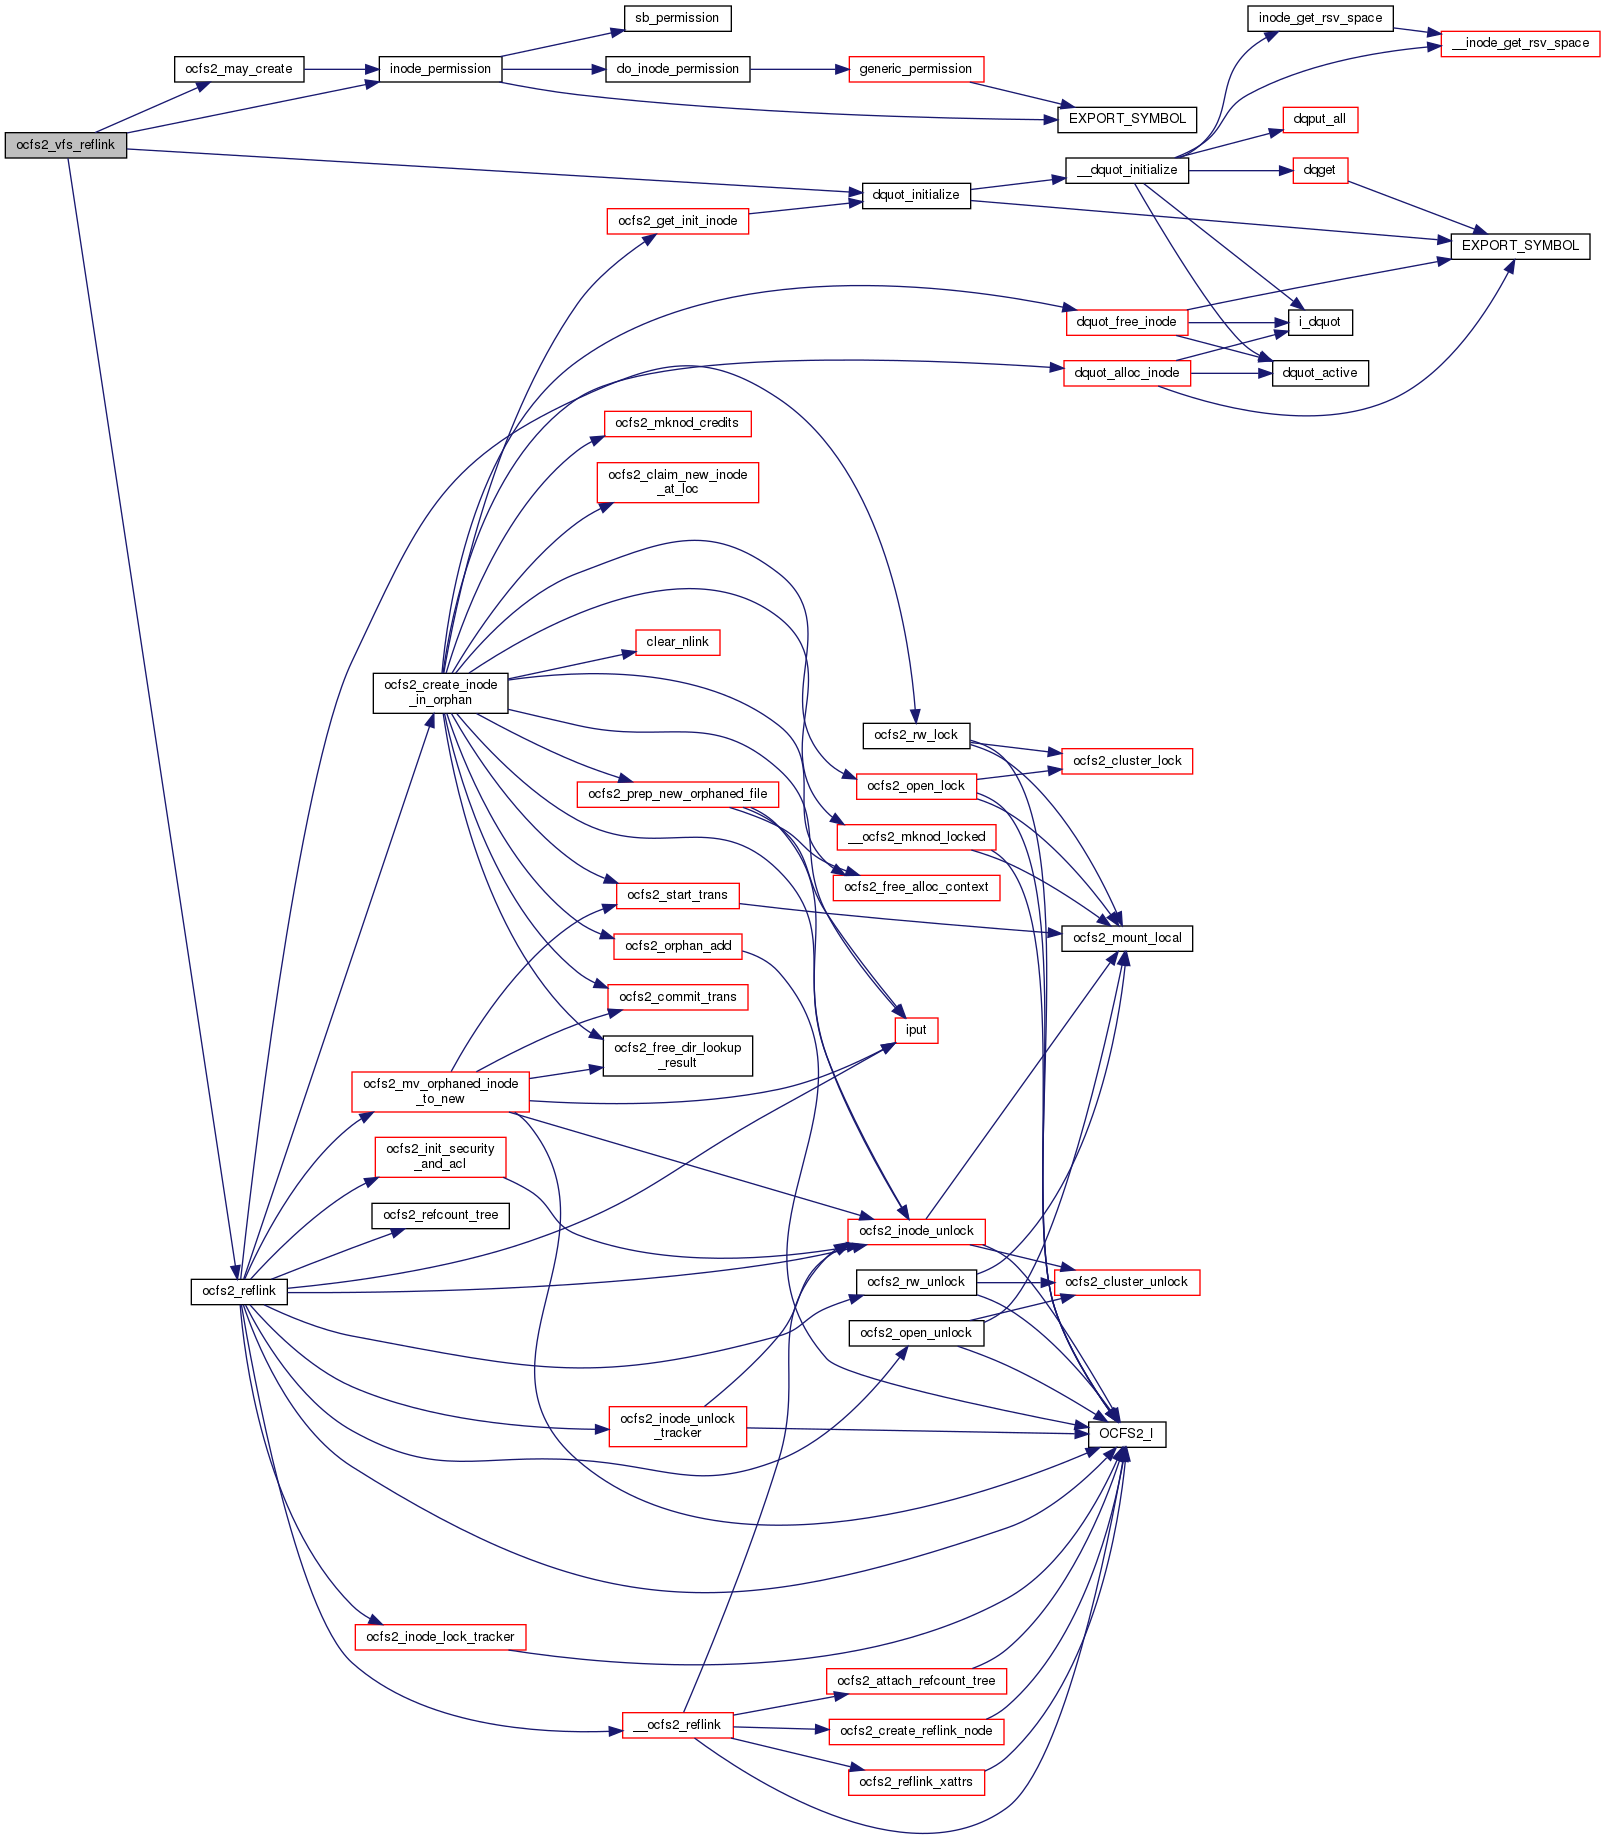 sb_permission
inode_get_rsv_space
__inode_get_rsv_space
ocfs2_may_create
inode_permission
do_inode_permission
generic_permission
EXPORT_SYMBOL
dqput_all
ocfs2_vfs_reflink
__dquot_initialize
dqget
dquot_initialize
ocfs2_get_init_inode
EXPORT_SYMBOL
dquot_free_inode
i_dquot
dquot_alloc_inode
dquot_active
ocfs2_mknod_credits
ocfs2_claim_new_inode
_at_loc
clear_nlink
ocfs2_create_inode
_in_orphan
ocfs2_rw_lock
ocfs2_cluster_lock
ocfs2_open_lock
ocfs2_prep_new_orphaned_file
__ocfs2_mknod_locked
ocfs2_free_alloc_context
ocfs2_start_trans
ocfs2_mount_local
ocfs2_orphan_add
ocfs2_commit_trans
iput
ocfs2_free_dir_lookup
_result
ocfs2_mv_orphaned_inode
_to_new
ocfs2_init_security
_and_acl
ocfs2_refcount_tree
ocfs2_inode_unlock
ocfs2_reflink
ocfs2_rw_unlock
ocfs2_cluster_unlock
ocfs2_open_unlock
ocfs2_inode_unlock
_tracker
OCFS2_I
ocfs2_inode_lock_tracker
ocfs2_attach_refcount_tree
__ocfs2_reflink
ocfs2_create_reflink_node
ocfs2_reflink_xattrs